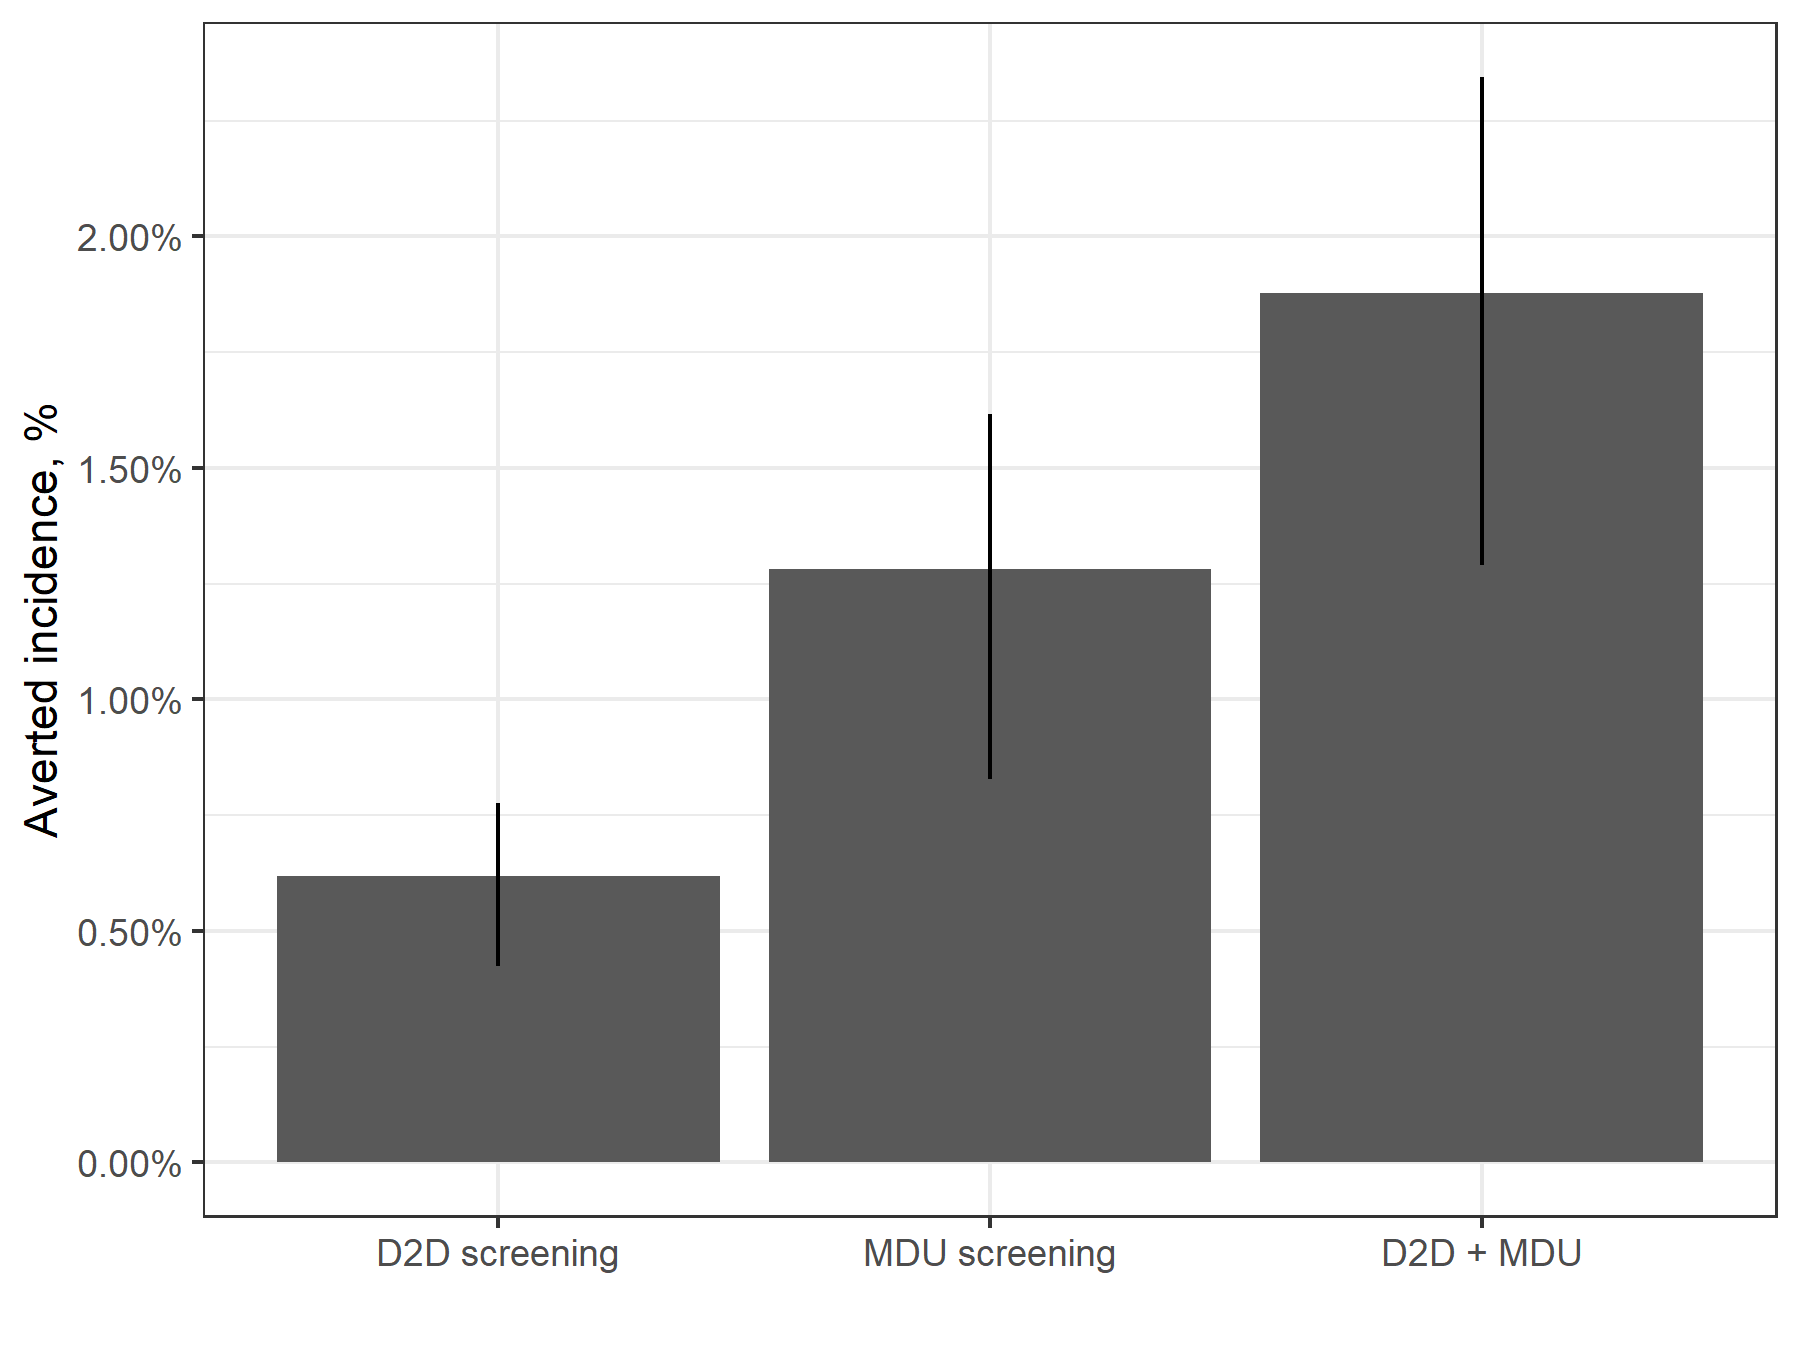 Averted incidence, %
2.00%
1.50%
1.00%
0.50%
0.00%
D2D screening
MDU screening
D2D + MDU